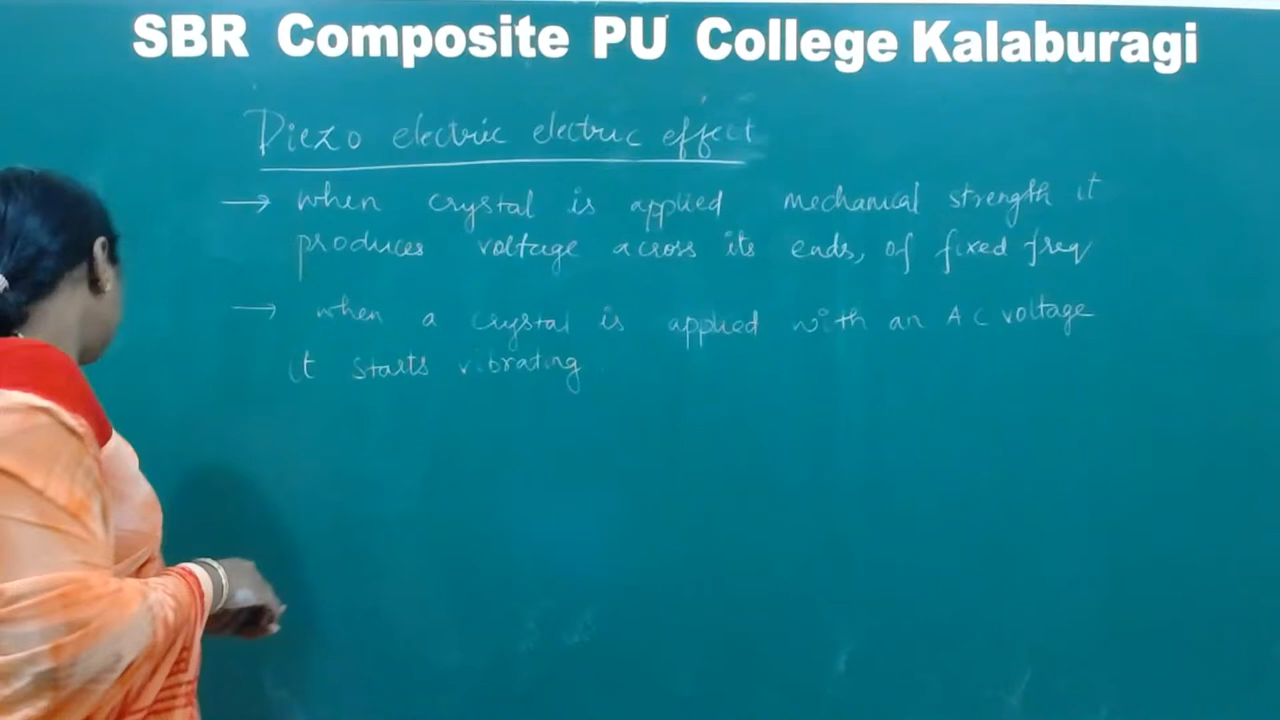 SBR Composite PU College Kalaburagi
Piezo electric electric effect
→ when crystal is applied mechanical strength it
produces voltage across its ends, of fixed freq
→ when a crystal is applied with an AC voltage
it starts vibrating